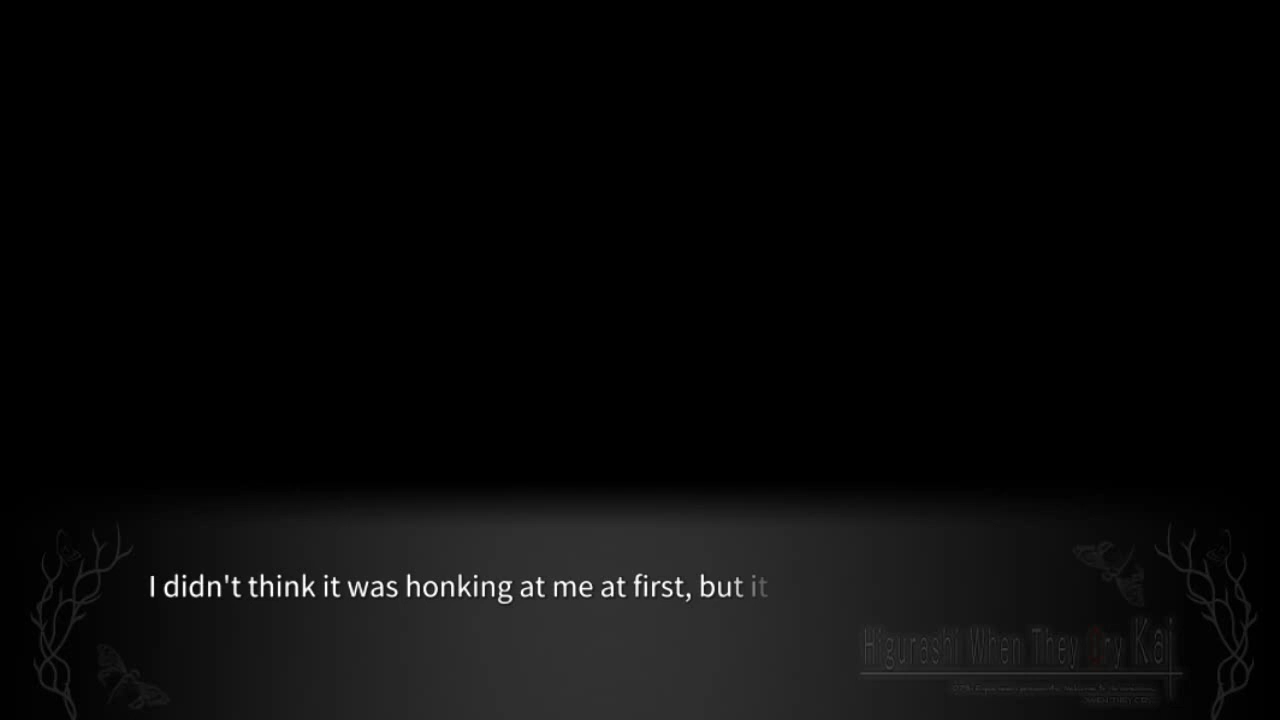 I didn't think it was honking at me at first, but it
Higurashi When They Cry Kai